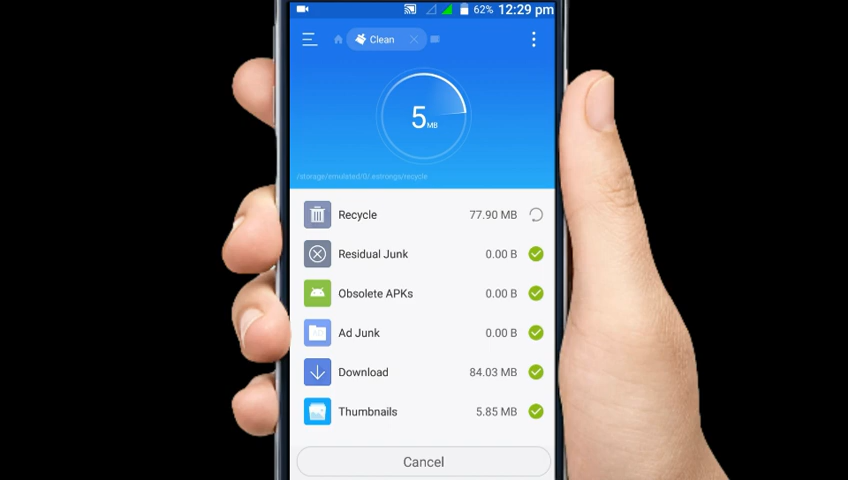 62% 12:29 pm
Clean
5 MB
/storage/emulated/0/.estrongs/recycle
Recycle 77.90 MB
Residual Junk 0.00 B
Obsolete APKs 0.00 B
Ad Junk 0.00 B
Download 84.03 MB
Thumbnails 5.85 MB
Cancel